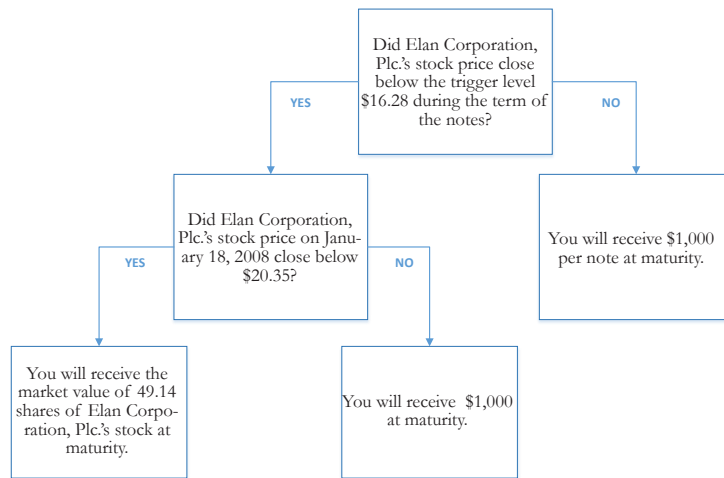 Did Elan Corporation,
Plc.'s stock price close
below the trigger level
$16.28 during the term of
the notes?
YES
NO
Did Elan Corporation,
Plc.'s stock price on Janu-
ary 18, 2008 close below
$20.35?
You will receive $1,000
per note at maturity.
YES
NO
You will receive the
market value of 49.14
shares of Elan Corpo-
ration, Plc.'s stock at
maturity.
You will receive $1,000
at maturity.